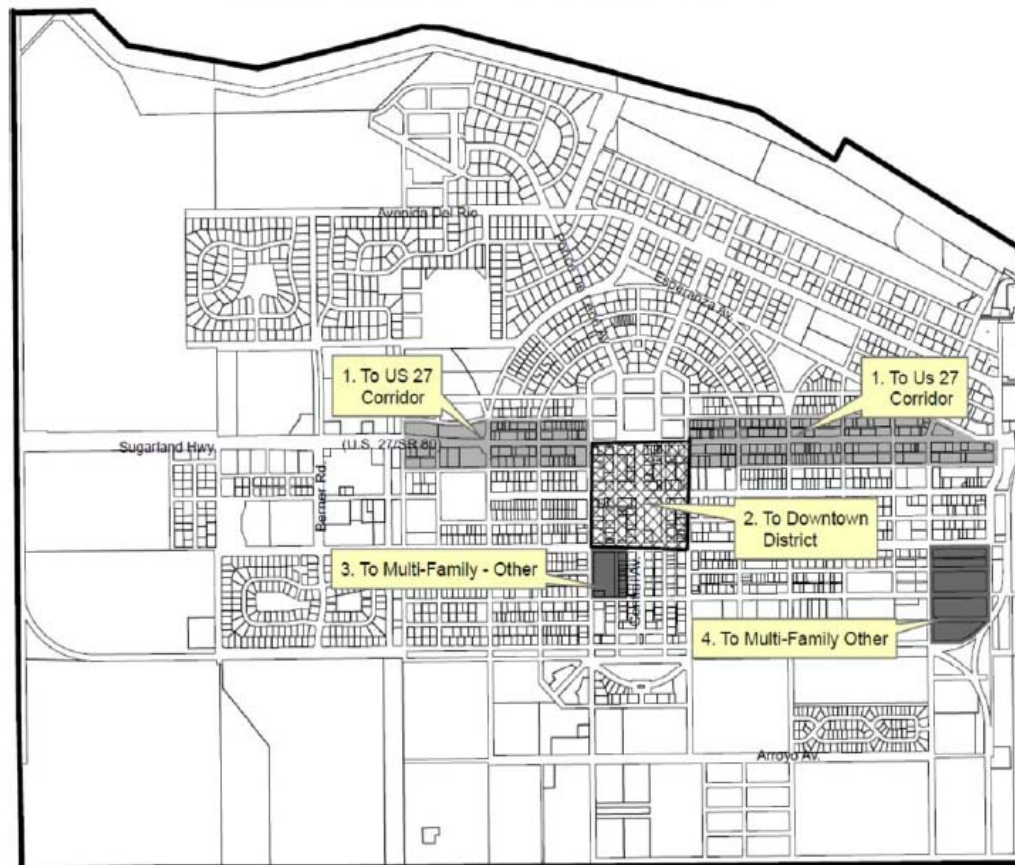 Avenida Del Rio
Esperanza Av.
1. To US 27
Corridor
1. To Us 27
Corridor
Sugarland Hwy.
(U.S. 27/SR 80)
Berner Rd.
2. To Downtown
District
3. To Multi-Family - Other
4. To Multi-Family Other
Arroyo Av.